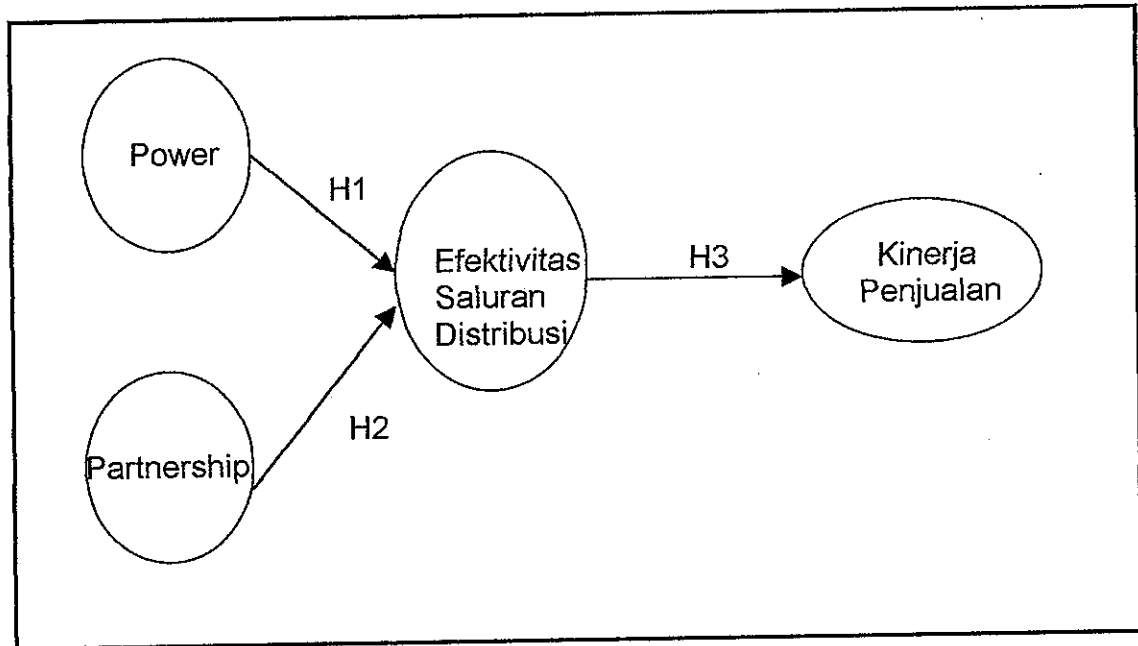 Power
H1
Efektivitas
Saluran
Distribusi
H3
Kinerja
Penjualan
H2
Partnership